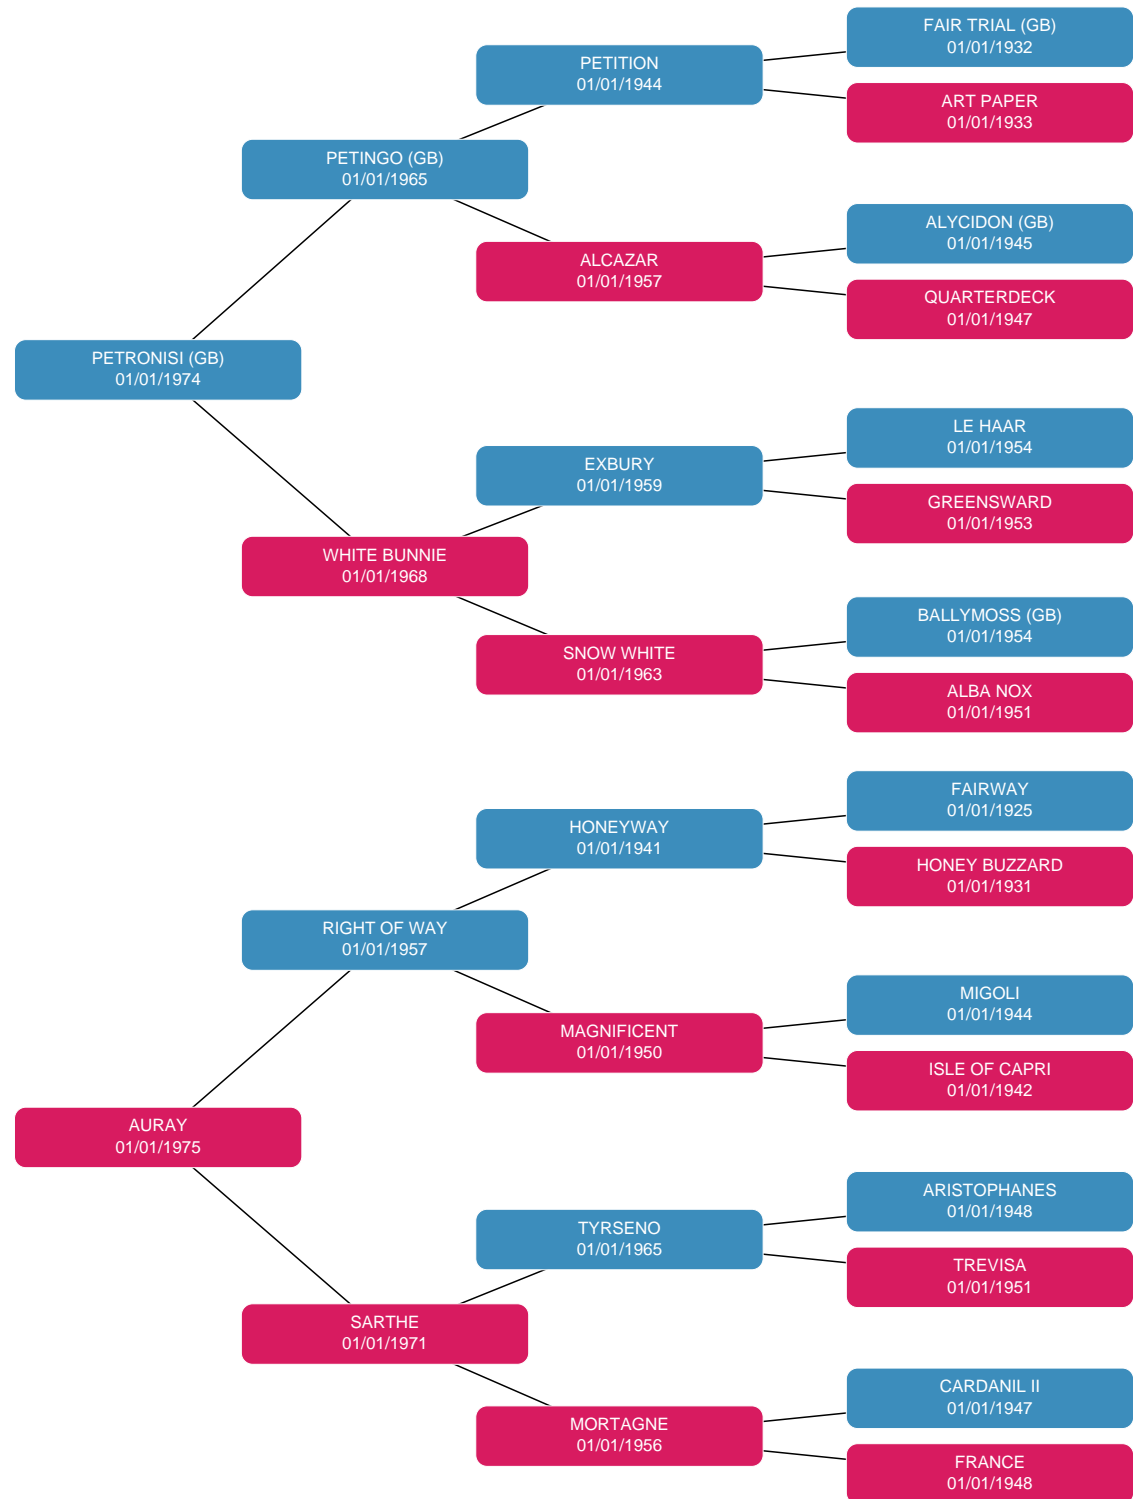 FAIR TRIAL (GB)
01/01/1932
PETITION
01/01/1944
ART PAPER
01/01/1933
PETINGO (GB)
01/01/1965
ALYCIDON (GB)
01/01/1945
ALCAZAR
01/01/1957
QUARTERDECK
01/01/1947
PETRONISI (GB)
01/01/1974
LE HAAR
01/01/1954
EXBURY
01/01/1959
GREENSWARD
01/01/1953
WHITE BUNNIE
01/01/1968
BALLYMOSS (GB)
01/01/1954
SNOW WHITE
01/01/1963
ALBA NOX
01/01/1951
FAIRWAY
01/01/1925
HONEYWAY
01/01/1941
HONEY BUZZARD
01/01/1931
RIGHT OF WAY
01/01/1957
MIGOLI
01/01/1944
MAGNIFICENT
01/01/1950
ISLE OF CAPRI
01/01/1942
AURAY
01/01/1975
ARISTOPHANES
01/01/1948
TYRSENO
01/01/1965
TREVISA
01/01/1951
SARTHE
01/01/1971
CARDANIL II
01/01/1947
MORTAGNE
01/01/1956
FRANCE
01/01/1948